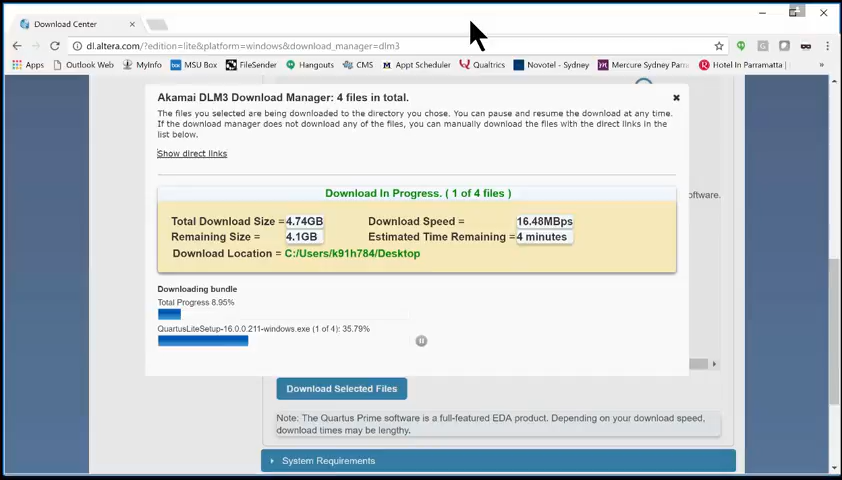 Download Center
dl.altera.com/?edition=lite&platform=windows&download_manager=dlm3
Apps Outlook Web MyInfo MSU Box FileSender Hangouts CMS Appt Scheduler Qualtrics Novotel - Sydney Mercure Sydney Parra Hotel In Parramatta | »
Akamai DLM3 Download Manager: 4 files in total.
The files you selected are being downloaded to the directory you chose. You can pause and resume the download at any time.
If the download manager does not download any of the files, you can manually download the files with the direct links in the
list below.
Show direct links
oftware.
Download In Progress. ( 1 of 4 files )
Total Download Size = 4.74GB Download Speed = 16.48MBps
Remaining Size = 4.1GB Estimated Time Remaining = 4 minutes
Download Location = C:/Users/k91h784/Desktop
Downloading bundle
Total Progress 8.95%
QuartusLiteSetup-16.0.0.211-windows.exe (1 of 4): 35.79%
Download Selected Files
Note: The Quartus Prime software is a full-featured EDA product. Depending on your download speed,
download times may be lengthy.
System Requirements